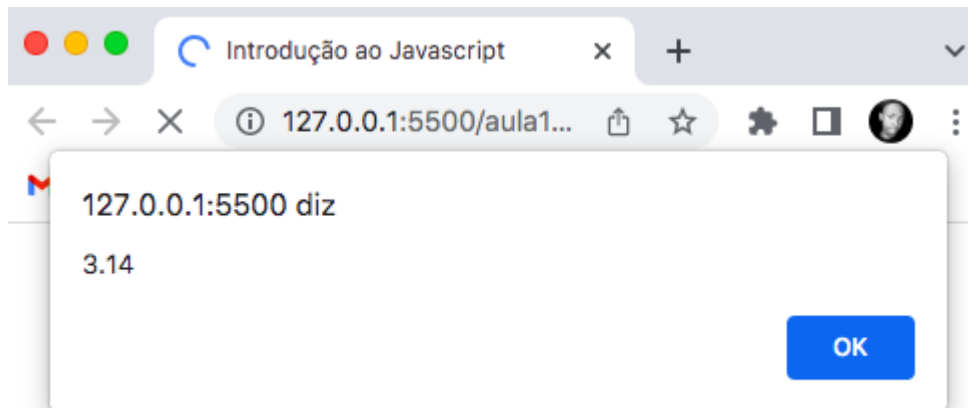 Introdução ao Javascript
127.0.0.1:5500/aula1...
127.0.0.1:5500 diz
3.14
OK